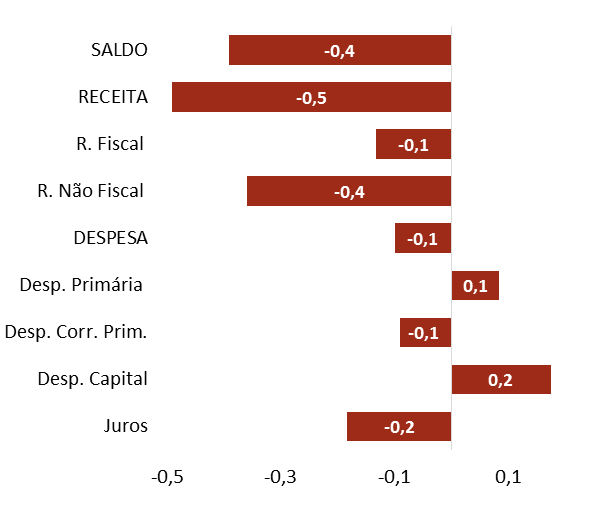 SALDO -0,4
RECEITA -0,5
R. Fiscal -0,1
R. Não Fiscal -0,4
DESPESA -0,1
Desp. Primária 0,1
Desp. Corr. Prim. -0,1
Desp. Capital 0,2
Juros -0,2
-0,5 -0,3 -0,1 0,1